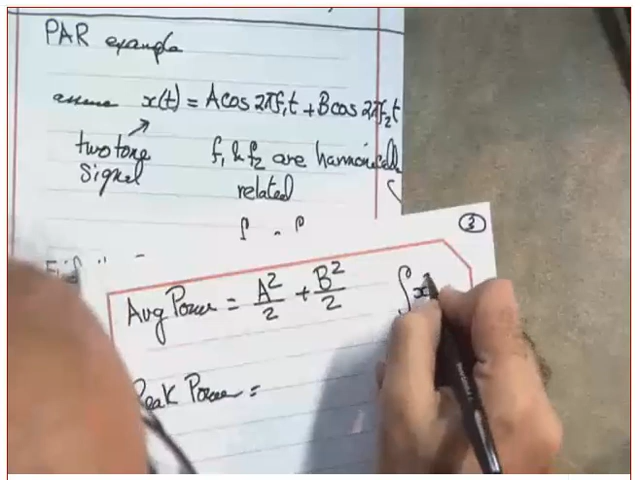 PAR example
assume x(t) = A cos 2πf₁t + B cos 2πf₂t
two tone signal
f₁ & f₂ are
related
③
Avg Power = A²/2 + B²/2 ∫x
Peak Power =